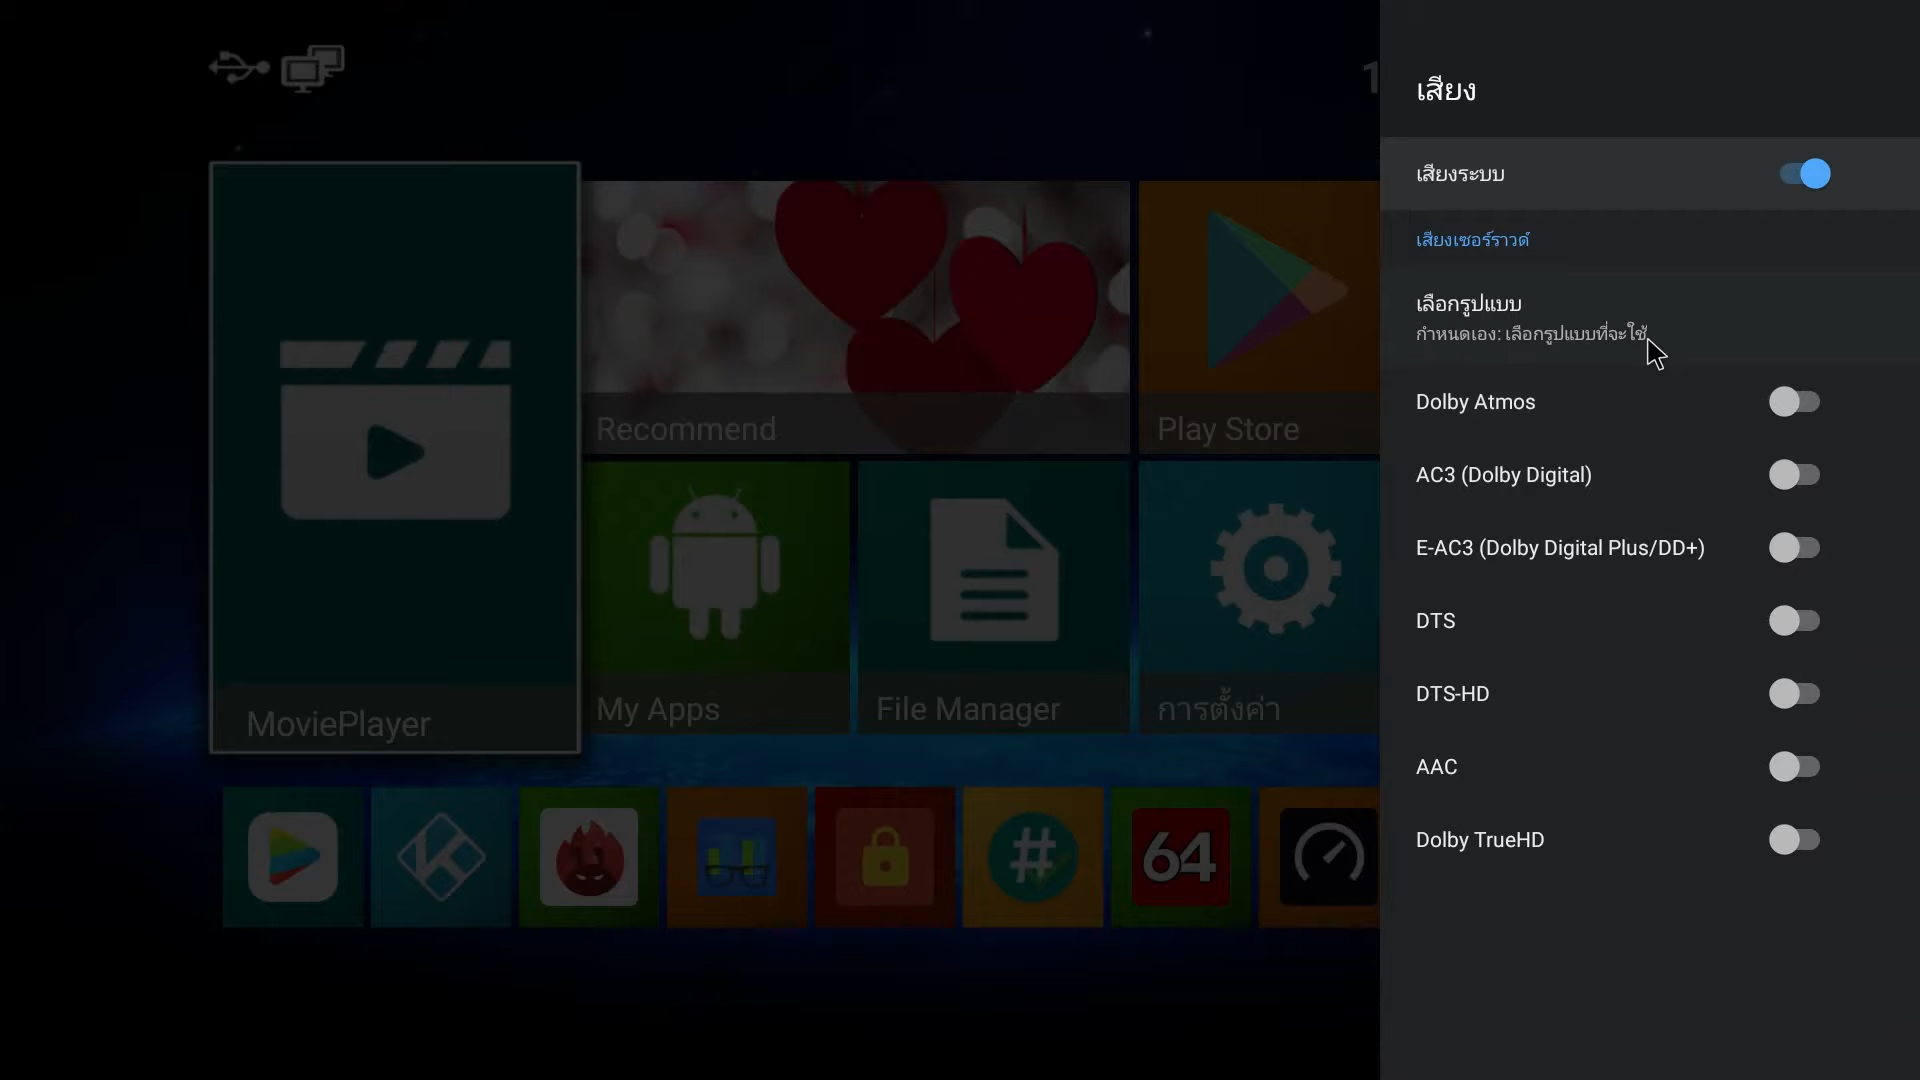 1
เสียง
เสียงระบบ
เสียงเซอร์ราวด์
เลือกรูปแบบ
กำหนดเอง: เลือกรูปแบบที่จะใช้
Dolby Atmos
AC3 (Dolby Digital)
E-AC3 (Dolby Digital Plus/DD+)
DTS
DTS-HD
AAC
Dolby TrueHD
Recommend
Play Store
MoviePlayer
My Apps
File Manager
การตั้งค่า
#
64